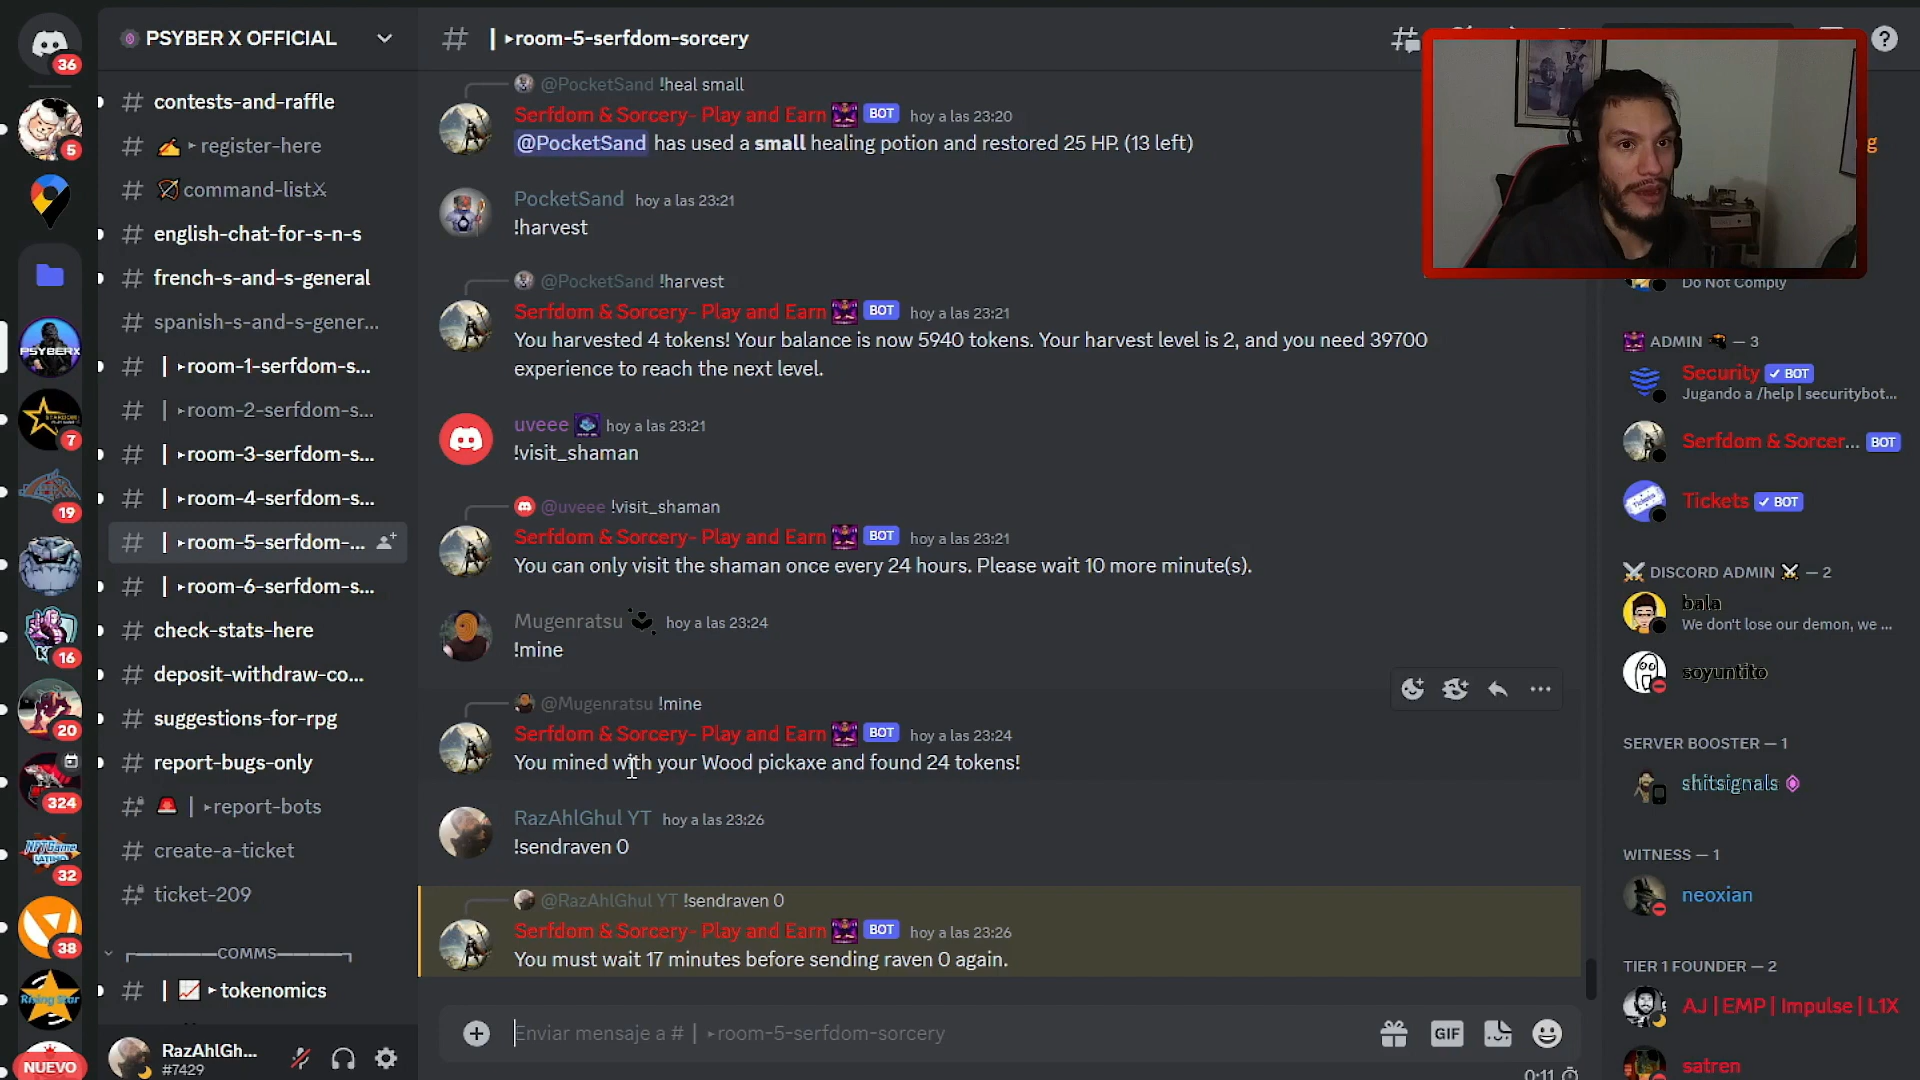 36
PSYBER X OFFICIAL
5
contests-and-raffle
register-here
command-list
english-chat-for-s-n-s
french-s-and-s-general
spanish-s-and-s-gener...
PSYBERX
room-1-serfdom-s...
room-2-serfdom-s...
7
room-3-serfdom-s...
room-4-serfdom-s...
19
room-5-serfdom-...
room-6-serfdom-s...
check-stats-here
16
deposit-withdraw-co...
suggestions-for-rpg
20
report-bugs-only
324
report-bots
create-a-ticket
32
ticket-209
38
COMMS
Rising Star
tokenomics
NUEVO
RazAhlGh...
#7429
room-5-serfdom-sorcery
@PocketSand !heal small
Serfdom & Sorcery- Play and Earn BOT hoy a las 23:20
@PocketSand has used a small healing potion and restored 25 HP. (13 left)
PocketSand hoy a las 23:21
!harvest
@PocketSand !harvest
Serfdom & Sorcery- Play and Earn BOT hoy a las 23:21
You harvested 4 tokens! Your balance is now 5940 tokens. Your harvest level is 2, and you need 39700
experience to reach the next level.
uveee hoy a las 23:21
!visit_shaman
@uveee !visit_shaman
Serfdom & Sorcery- Play and Earn BOT hoy a las 23:21
You can only visit the shaman once every 24 hours. Please wait 10 more minute(s).
Mugenratsu hoy a las 23:24
!mine
@Mugenratsu !mine
Serfdom & Sorcery- Play and Earn BOT hoy a las 23:24
You mined with your Wood pickaxe and found 24 tokens!
RazAhlGhul YT hoy a las 23:26
!sendraven 0
@RazAhlGhul YT !sendraven 0
Serfdom & Sorcery- Play and Earn BOT hoy a las 23:26
You must wait 17 minutes before sending raven 0 again.
Enviar mensaje a # | room-5-serfdom-sorcery
GIF
0:11
g
Do Not Comply
ADMIN — 3
Security BOT
Jugando a /help | securitybot...
Serfdom & Sorcer... BOT
Tickets BOT
DISCORD ADMIN — 2
bala
We don't lose our demon, we ...
soyuntito
SERVER BOOSTER — 1
shitsignals
WITNESS — 1
neoxian
TIER 1 FOUNDER — 2
AJ | EMP | Impulse | L1X
satren